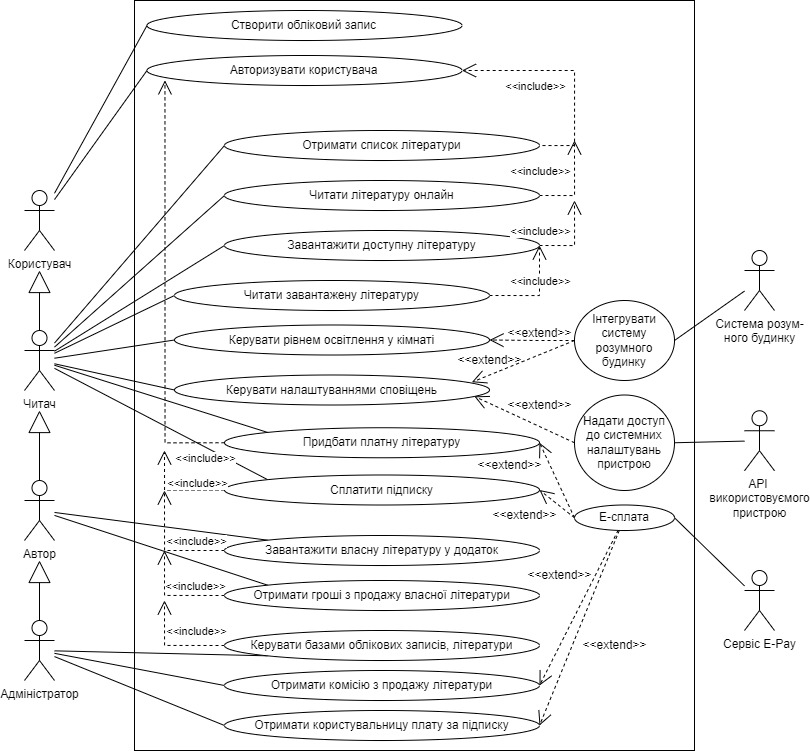 Створити обліковий запис
Авторизувати користувача
<<include>>
Отримати список літератури
<<include>>
Читати літературу онлайн
<<include>>
Завантажити доступну літературу
Користувач
<<include>>
Читати завантажену літературу
Інтегрувати
систему
розумного
будинку
Система розум-
ного будинку
Керувати рівнем освітлення у кімнаті
<<extend>>
<<extend>>
Читач
Керувати налаштуваннями сповіщень
<<extend>>
Надати доступ
до системних
налаштувань
пристрою
Придбати платну літературу
<<include>>
<<extend>>
API
використовуємого
пристрою
<<include>>
Сплатити підписку
<<extend>>
Е-сплата
<<include>>
Автор
Завантажити власну літературу у додаток
<<extend>>
<<include>>
Отримати гроші з продажу власної літератури
<<include>>
Керувати базами облікових записів, літератури
<<extend>>
Сервіс E-Pay
Адміністратор
Отримати комісію з продажу літератури
Отримати користувальницу плату за підписку